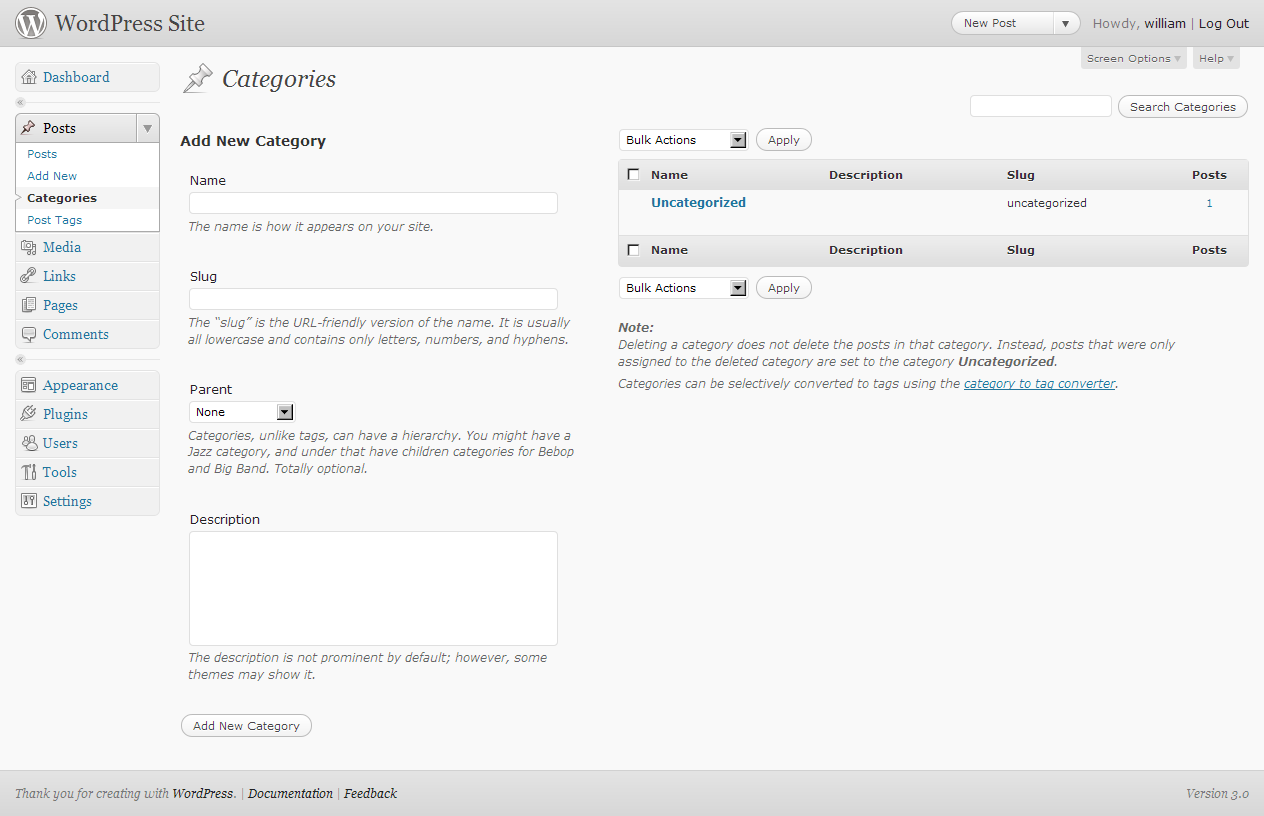 WordPress Site
New Post
Howdy, william | Log Out
Screen Options
Help
Dashboard
Posts
Posts
Add New
Categories
Post Tags
Media
Links
Pages
Comments
Appearance
Plugins
Users
Tools
Settings
Categories
Search Categories
Add New Category
Name
The name is how it appears on your site.
Slug
The “slug” is the URL-friendly version of the name. It is usually
all lowercase and contains only letters, numbers, and hyphens.
Parent
None
Categories, unlike tags, can have a hierarchy. You might have a
Jazz category, and under that have children categories for Bebop
and Big Band. Totally optional.
Description
The description is not prominent by default; however, some
themes may show it.
Add New Category
Bulk Actions Apply
Name Description Slug Posts
Uncategorized uncategorized 1
Name Description Slug Posts
Bulk Actions Apply
Note:
Deleting a category does not delete the posts in that category. Instead, posts that were only
assigned to the deleted category are set to the category Uncategorized.
Categories can be selectively converted to tags using the category to tag converter.
Thank you for creating with WordPress. | Documentation | Feedback
Version 3.0